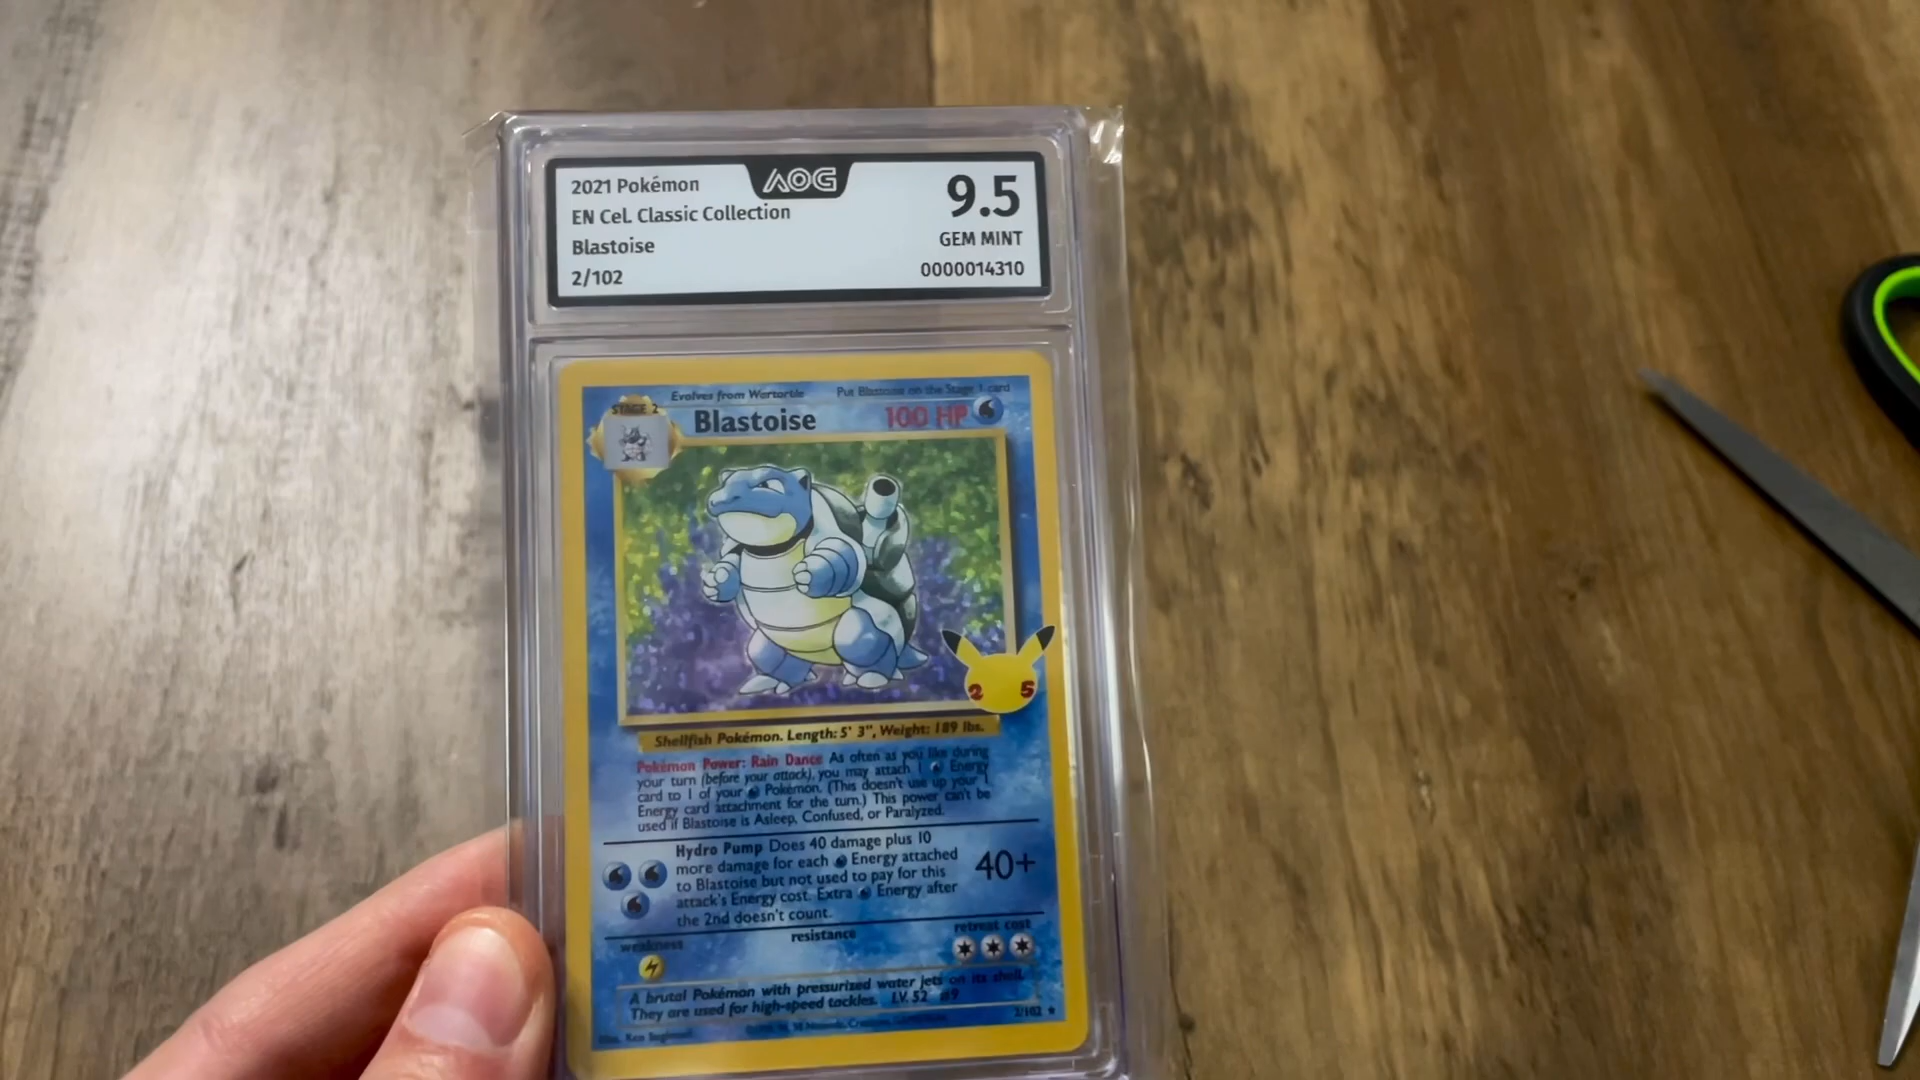 2021 Pokémon
AOG
9.5
EN Cel. Classic Collection
Blastoise
GEM MINT
2/102
0000014310
Evolves from Wartortle
Put Blastoise on the Stage 1 card
STAGE 2
Blastoise
100 HP
25
Shellfish Pokémon. Length: 5' 3", Weight: 189 lbs.
Pokémon Power: Rain Dance As often as you like during
your turn (before your attack), you may attach 1 Energy
card to 1 of your Pokémon. (This doesn't use up your 1
Energy card attachment for the turn.) This power can't be
used if Blastoise is Asleep, Confused, or Paralyzed.
Hydro Pump Does 40 damage plus 10
more damage for each Energy attached
to Blastoise but not used to pay for this
attack's Energy cost. Extra Energy after
the 2nd doesn't count.
40+
weakness
resistance
retreat cost
A brutal Pokémon with pressurized water jets on its shell.
They are used for high-speed tackles. LV. 52 #9
2/102